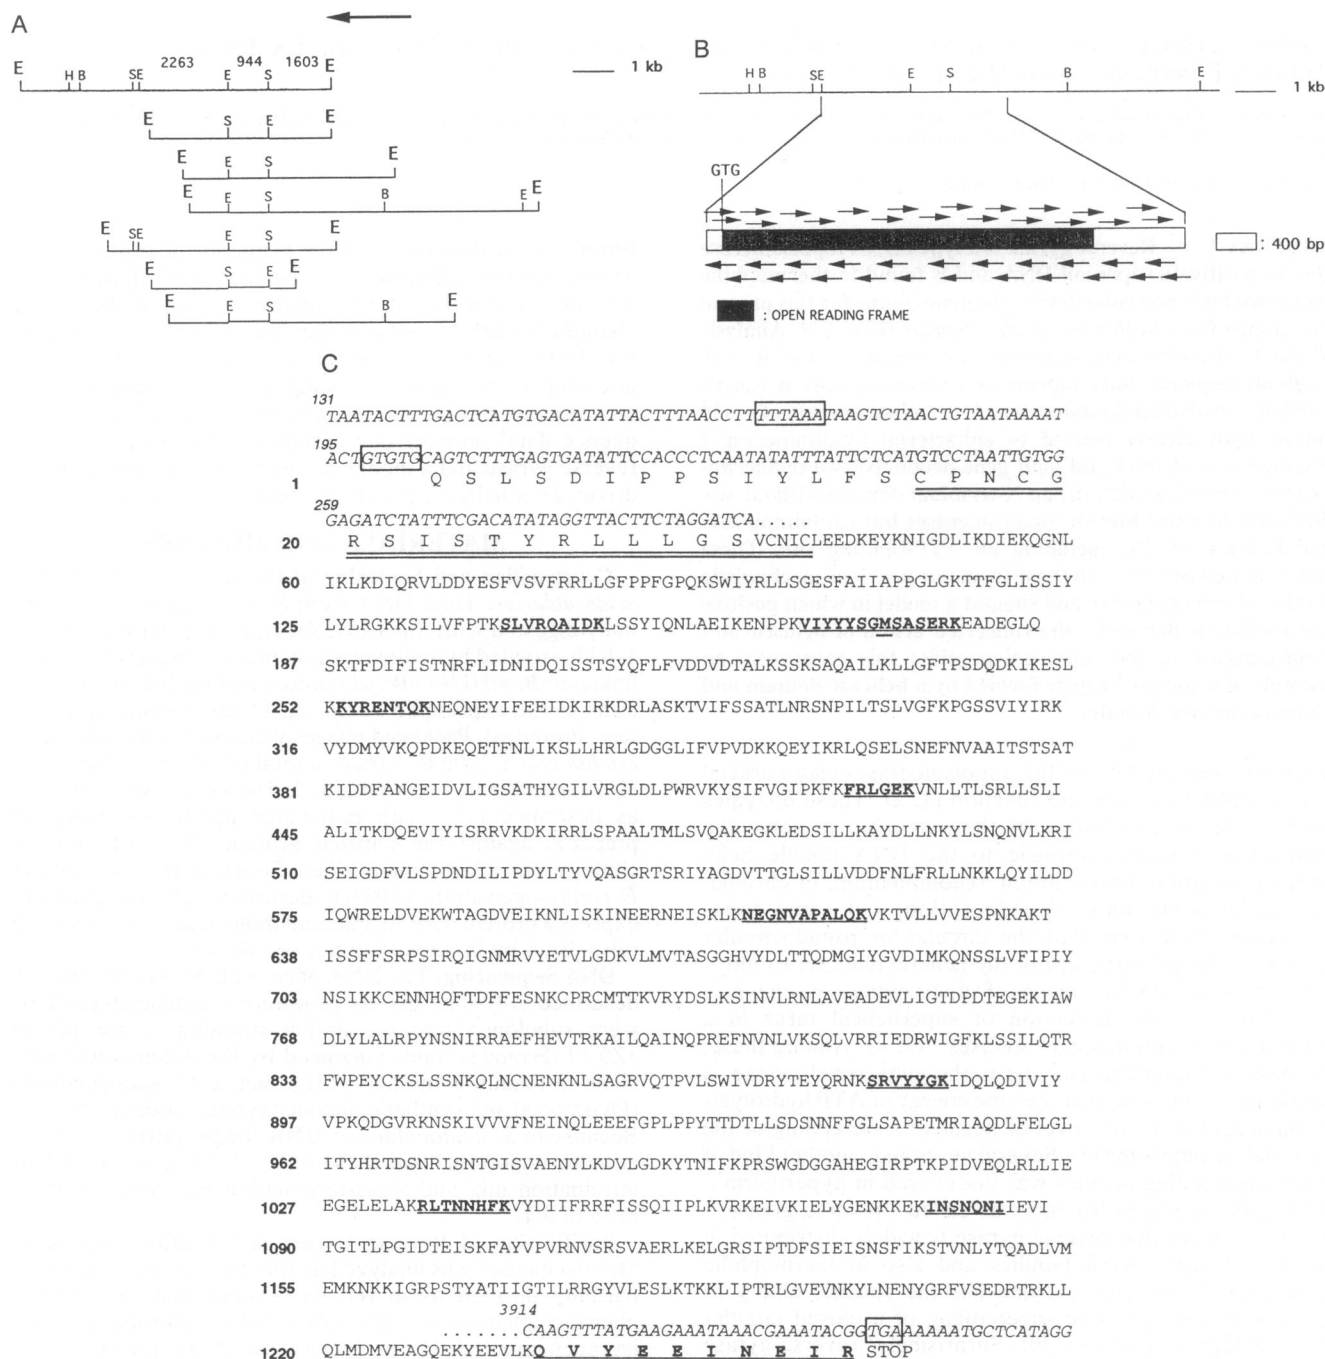 A
E H B SE 2263 E 944 S 1603 E
1 kb
E S E E
E E S E
E E S B E E
E SE E S E
E S E E
E E S B E
B
H B SE E S B E
1 kb
GTG
: 400 bp
: OPEN READING FRAME
C
131
TAATACTTTGACTCATGTGACATATTACTTTAACCTTTTTAAATAAGTCTAACTGTAATAAAAT
195
ACTGTGTGCAGTCTTTGAGTGATATTCCACCCTCAATATATTTATTCTCATGTCCTAATTGTGG
1 Q S L S D I P P S I Y L F S C P N C G
259
GAGATCTATTTCGACATATAGGTTACTTCTAGGATCA......
20 R S I S T Y R L L L G S VCNICLEEDKEYKNIGDLIKDIEKQGNL
60 IKLKDIQRVLDDYESFVSVFRRLLGFPPFGPQKSWIYRLLSGESFAIIAPPGLGKTTFGLISSIY
125 LYLRGKKSILVFPTKSLVRQAIDKLSSYIQNLAEIKENPPKVIYYYSGMSASERKEADEGLQ
187 SKTFDIFISTNRFLIDNIDQISSTSYQFLFVDDVDTALKSSKSAQAILKLLGFTPSDQDKIKESL
252 KKYRENTQKNEQNEYIFEEIDKIRKDRLASKTVIFSSATLNRSNPILTSLVGFKPGSSVIYIRK
316 VYDMYVKQPDKEQETFNLIKSLLHRLGDGGLIFVPVDKKQEYIKRLQSELSNEFNVAAITSTSAT
381 KIDDFANGEIDVLIGSATHYGILVRGLDLPWRVKYSIFVGIPKFKFRLGEKVNLLTLSRLLSLI
445 ALITKDQEVIYISRRVKDKIRRLSPAALTMLSVQAKEGKLEDSILLKAYDLLNKYLSNQNVLKRI
510 SEIGDFVLSPDNDILIPDYLTYVQASGRTSRIYAGDVTTGLSILLVDDFNLFRLLNKKLQYILDD
575 IQWRELDVEKWTAGDVEIKNLISKINEERNEISKLKNEGNVAPALQKVKTVLLVVESPNKAKT
638 ISSFFSRPSIRQIGNMRVYETVLGDKVLMVTASGGHVYDLTTQDMGIYGVDIMKQNSSLVFIPIY
703 NSIKKCENNHQFTDFFESNKCPRCMTTKVRYDSLKSINVLRNLAVEADEVLIGTDPDTEGEKIAW
768 DLYLALRPYNSNIRRAEFHEVTRKAILQAINQPREFNVNLVKSQLVRRIEDRWIGFKLSSILQTR
833 FWPEYCKSLSSNKQLNCNENKNLSAGRVQTPVLSWIVDRYTEYQRNKSRVYYGKIDQLQDIVIY
897 VPKQDGVRKNSKIVVVFNEINQLEEEFGPLPPYTTDTLLSDSNNFFGLSAPETMRIAQDLFELGL
962 ITYHRTDSNRISNTGISVAENYLKDVLGDKYTNIFKPRSWGDGGAHEGIRPTKPIDVEQLRLLIE
1027 EGELELAKRLTNNHFKVYDIIFRRFISSQIIPLKVRKEIVKIELYGENKKEKINSNQNIIEVI
1090 TGITLPGIDTEISKFAYVPVRNVSRSVAERLKELGRSIPTDFSIEISNSFIKSTVNLYTQADLVM
1155 EMKNKKIGRPSTYATIIGTILRRGYVLESLKTKKLIPTRLGVEVNKYLNENYGRFVSEDRTRKLL
3914
.......CAAGTTTATGAAGAAATAAACGAAATACGGTGAAAAAATGCTCATAGG
1220 QLMDMVEAGQEKYEEVLKQ V Y E E I N E I R STOP